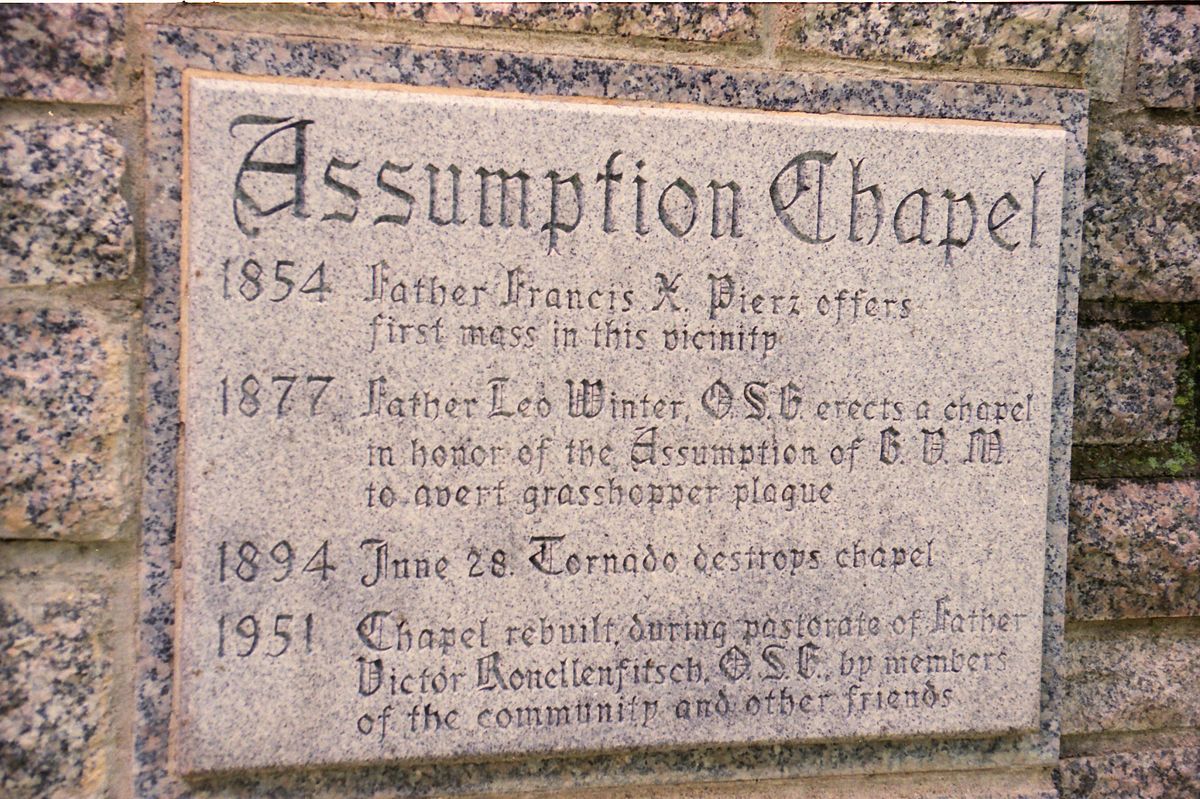 Assumption Chapel
1854 Father Francis X. Pierz offers
first mass in this vicinity
1877 Father Leo Winter, O.S.B. erects a chapel
in honor of the Assumption of B. V. M.
to avert grasshopper plague
1894 June 28. Tornado destroys chapel
1951 Chapel rebuilt, during pastorate of Father
Victor Ronellenfitsch, O.S.B., by members
of the community and other friends